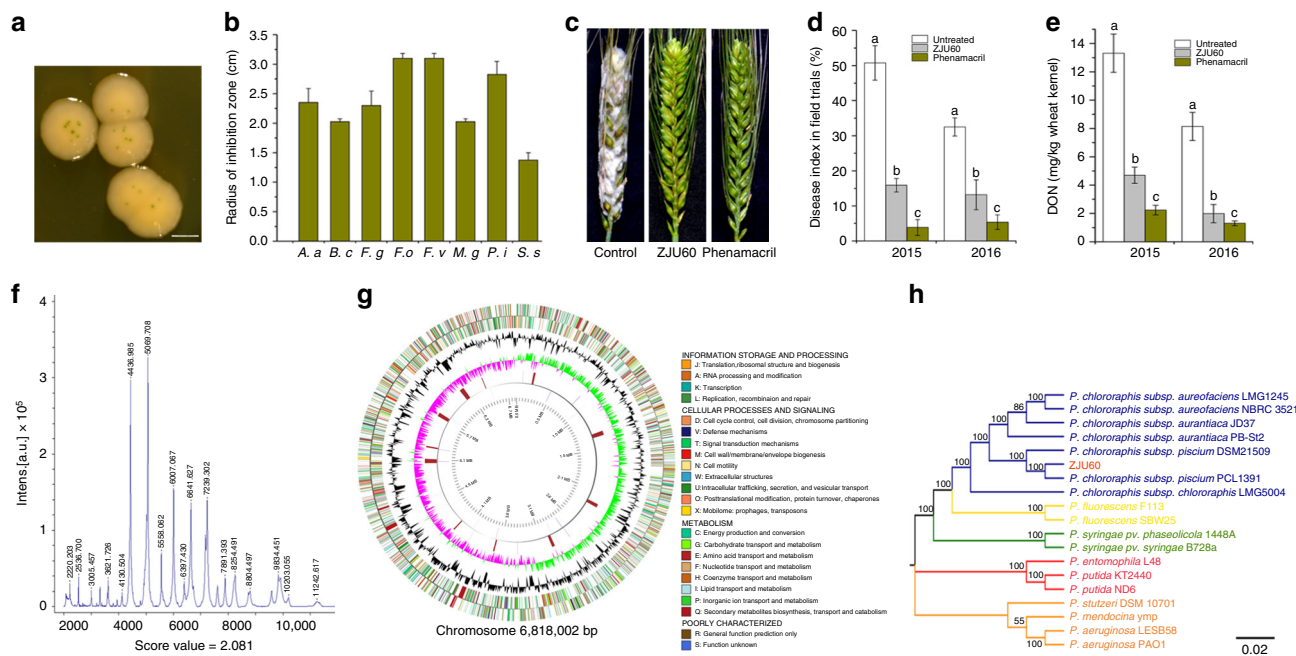 a
b
Radius of inhibition zone (cm)
3.5
3.0
2.5
2.0
1.5
1.0
0.5
0.0
A. a
B. c
F. g
F.o
F. v
M. g
P. i
S. s
c
Control
ZJU60
Phenamacril
d
Disease index in field trials (%)
60
50
40
30
20
10
0
Untreated
ZJU60
Phenamacril
a
b
c
a
b
c
2015
2016
e
DON (mg/kg wheat kernel)
14
12
10
8
6
4
2
0
Untreated
ZJU60
Phenamacril
a
b
c
a
b
c
2015
2016
f
Intens.[a.u.] × 10⁵
4
3
2
1
0
2220.203
2536.700
3005.457
3621.726
4130.504
4436.985
5069.708
5558.062
6007.067
6397.430
6641.627
7239.302
7891.393
8254.491
8804.497
9834.451
10203.055
11242.617
2000
4000
6000
8000
10,000
Score value = 2.081
g
Chromosome 6,818,002 bp
INFORMATION STORAGE AND PROCESSING
J: Translation,ribosomal structure and biogenesis
A: RNA processing and modification
K: Transcription
L: Replication, recombinaion and repair
CELLULAR PROCESSES AND SIGNALING
D: Cell cycle control, cell division, chromosome partitioning
V: Defense mechanisms
T: Signal transduction mechanisms
M: Cell wall/membrane/envelope biogenesis
N: Cell motility
W: Extracellular structures
U:Intracellular trafficking, secretion, and vesicular transport
O: Posttranslational modification, protein turnover, chaperones
X: Mobilome: prophages, transposons
METABOLISM
C: Energy production and conversion
G: Carbohydrate transport and metabolism
E: Amino acid transport and metabolism
F: Nucleotide transport and metabolism
H: Coenzyme transport and metabolism
I: Lipid transport and metabolism
P: Inorganic ion transport and metabolism
Q: Secondary metabolites biosynthesis, transport and catabolism
POORLY CHARACTERIZED
R: General function prediction only
S: Function unknown
h
P. chlororaphis subsp. aureofaciens LMG1245
P. chlororaphis subsp. aureofaciens NBRC 3521
P. chlororaphis subsp. aurantiaca JD37
P. chlororaphis subsp. aurantiaca PB-St2
P. chlororaphis subsp. piscium DSM21509
ZJU60
P. chlororaphis subsp. piscium PCL1391
P. chlororaphis subsp. chlororaphis LMG5004
P. fluorescens F113
P. fluorescens SBW25
P. syringae pv. phaseolicola 1448A
P. syringae pv. syringae B728a
P. entomophila L48
P. putida KT2440
P. putida ND6
P. stutzeri DSM 10701
P. mendocina ymp
P. aeruginosa LESB58
P. aeruginosa PAO1
100
86
100
100
100
100
100
100
100
100
100
100
100
55
100
0.02